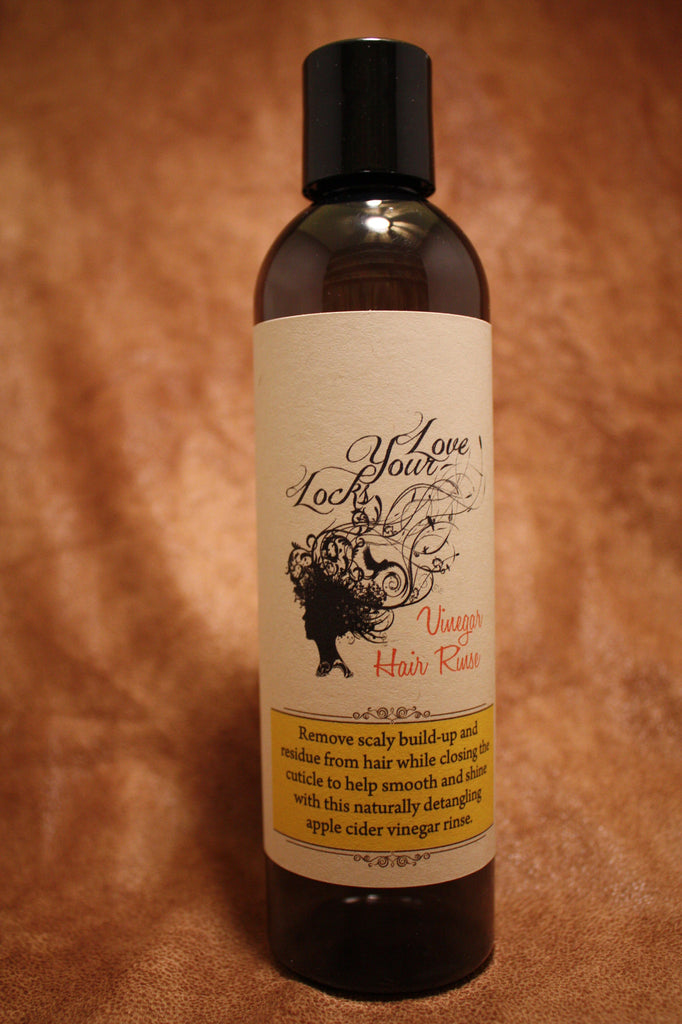 Love
Your
Locks
Vinegar
Hair Rinse
Remove scaly build-up and
residue from hair while closing the
cuticle to help smooth and shine
with this naturally detangling
apple cider vinegar rinse.